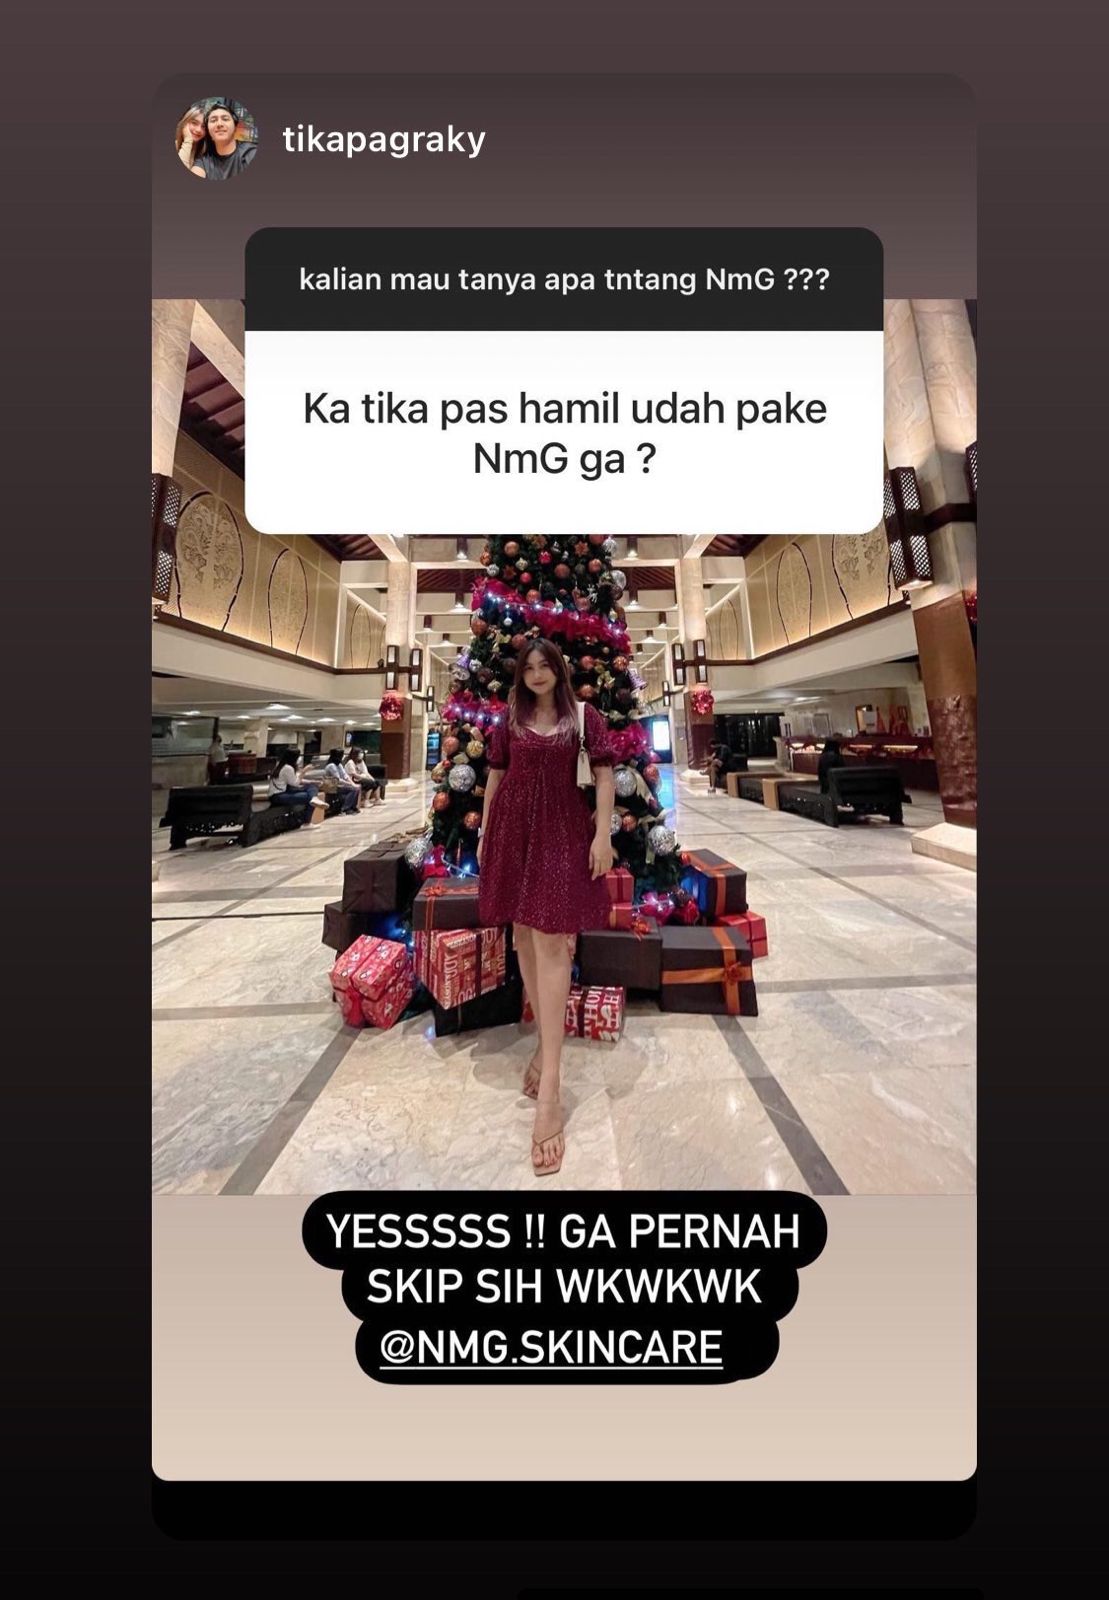 tikapagraky
kalian mau tanya apa tntang NmG ???
Ka tika pas hamil udah pake
NmG ga ?
YESSSSS !! GA PERNAH
SKIP SIH WKWKWK
@NMG.SKINCARE